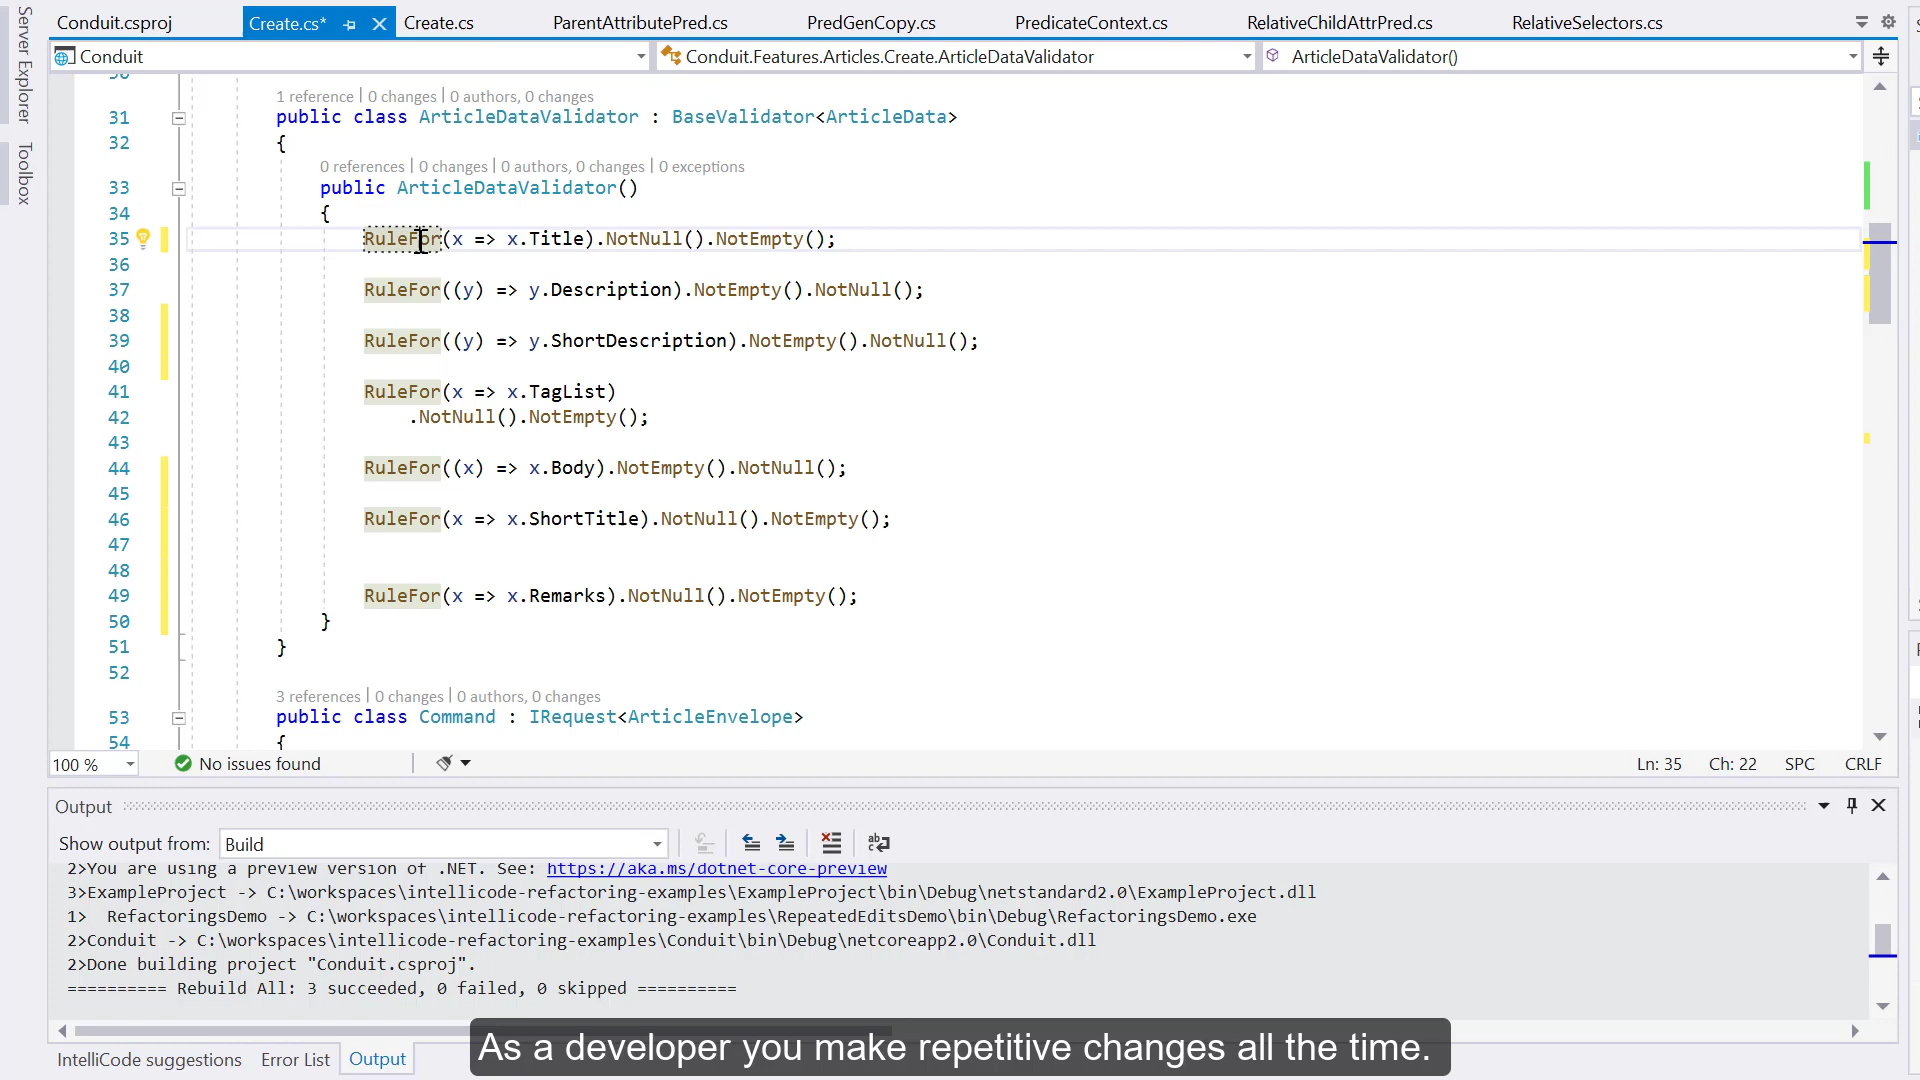 Server Explorer
Toolbox
Conduit.csproj
Create.cs*
Create.cs
ParentAttributePred.cs
PredGenCopy.cs
PredicateContext.cs
RelativeChildAttrPred.cs
RelativeSelectors.cs
Conduit
Conduit.Features.Articles.Create.ArticleDataValidator
ArticleDataValidator()
1 reference | 0 changes | 0 authors, 0 changes
31 public class ArticleDataValidator : BaseValidator<ArticleData>
32 {
0 references | 0 changes | 0 authors, 0 changes | 0 exceptions
33 public ArticleDataValidator()
34 {
35 RuleFor(x => x.Title).NotNull().NotEmpty();
36
37 RuleFor((y) => y.Description).NotEmpty().NotNull();
38
39 RuleFor((y) => y.ShortDescription).NotEmpty().NotNull();
40
41 RuleFor(x => x.TagList)
42 .NotNull().NotEmpty();
43
44 RuleFor((x) => x.Body).NotEmpty().NotNull();
45
46 RuleFor(x => x.ShortTitle).NotNull().NotEmpty();
47
48
49 RuleFor(x => x.Remarks).NotNull().NotEmpty();
50 }
51 }
52
3 references | 0 changes | 0 authors, 0 changes
53 public class Command : IRequest<ArticleEnvelope>
54 {
100 %
No issues found
Ln: 35 Ch: 22 SPC CRLF
Output
Show output from: Build
2>You are using a preview version of .NET. See: https://aka.ms/dotnet-core-preview
3>ExampleProject -> C:\workspaces\intellicode-refactoring-examples\ExampleProject\bin\Debug\netstandard2.0\ExampleProject.dll
1> RefactoringsDemo -> C:\workspaces\intellicode-refactoring-examples\RepeatedEditsDemo\bin\Debug\RefactoringsDemo.exe
2>Conduit -> C:\workspaces\intellicode-refactoring-examples\Conduit\bin\Debug\netcoreapp2.0\Conduit.dll
2>Done building project "Conduit.csproj".
========== Rebuild All: 3 succeeded, 0 failed, 0 skipped ==========
IntelliCode suggestions Error List Output
As a developer you make repetitive changes all the time.